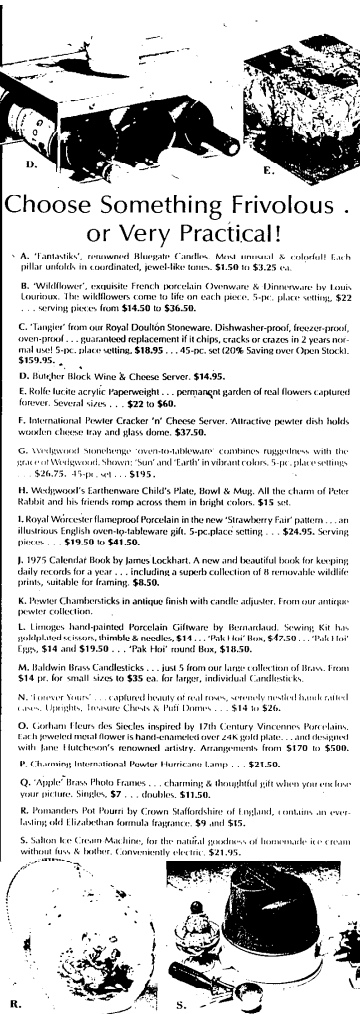 D.
E.
Choose Something Frivolous .
or Very Practical!
A. 'Fantastiks', renowned Bluegate Candles. Most unusual & colorful! Each
pillar unfolds in coordinated, jewel-like tones. $1.50 to $3.25 ea.
B. 'Wildflower', exquisite French porcelain Ovenware & Dinnerware by Louis
Lourioux. The wildflowers come to life on each piece. 5-pc. place setting, $22
. . . serving pieces from $14.50 to $36.50.
C. 'Tangier' from our Royal Doulton Stoneware. Dishwasher-proof, freezer-proof,
oven-proof . . . guaranteed replacement if it chips, cracks or crazes in 2 years nor-
mal use! 5-pc. place setting, $18.95 . . . 45-pc. set (20% Saving over Open Stock).
$159.95.
D. Butcher Block Wine & Cheese Server. $14.95.
E. Rolfe lucite acrylic Paperweight . . . permanent garden of real flowers captured
forever. Several sizes . . . $22 to $60.
F. International Pewter Cracker 'n' Cheese Server. Attractive pewter dish holds
wooden cheese tray and glass dome. $37.50.
G. Wedgwood Stonehenge 'oven-to-tableware' combines ruggedness with the
grace of Wedgwood. Shown: 'Sun' and 'Earth' in vibrant colors, 5-pc. place settings
. . . $26.75. 45-pc. set . . . $195.
H. Wedgwood's Earthenware Child's Plate, Bowl & Mug. All the charm of Peter
Rabbit and his friends romp across them in bright colors. $15 set.
I. Royal Worcester flameproof Porcelain in the new 'Strawberry Fair' pattern . . . an
illustrious English oven-to-tableware gift. 5-pc.place setting . . . $24.95. Serving
pieces . . . $19.50 to $41.50.
J. 1975 Calendar Book by James Lockhart. A new and beautiful book for keeping
daily records for a year . . . including a superb collection of 8 removable wildlife
prints, suitable for framing. $8.50.
K. Pewter Chambersticks in antique finish with candle adjuster. From our antique
pewter collection.
L. Limoges hand-painted Porcelain Giftware by Bernardaud. Sewing Kit has
goldplated scissors, thimble & needles, $14 . . . 'Pak Hoi' Box, $47.50 . . . 'Pak Hoi'
Eggs, $14 and $19.50 . . . 'Pak Hoi' round Box, $18.50.
M. Baldwin Brass Candlesticks . . . just 5 from our large collection of Brass. From
$14 pr. for small sizes to $35 ea. for larger, individual Candlesticks.
N. 'Forever Yours' . . . captured beauty of real roses, serenely nestled handcrafted
cases. Uprights, Treasure Chests & Puff Domes . . . $14 to $26.
O. Gorham Fleurs des Siecles inspired by 17th Century Vincennes Porcelains.
Each jeweled metal flower is hand-enameled over 24K gold plate . . . and designed
with Jane Hutcheson's renowned artistry. Arrangements from $170 to $500.
P. Charming International Pewter Hurricane Lamp . . . $21.50.
Q. 'Apple' Brass Photo Frames . . . charming & thoughtful gift when you enclose
your picture. Singles, $7 . . . doubles. $11.50.
R. Pomanders Pot Pourri by Crown Staffordshire of England, contains an ever-
lasting old Elizabethan formula fragrance. $9 and $15.
S. Salton Ice Cream Machine, for the natural goodness of homemade ice cream
without fuss & bother. Conveniently electric. $21.95.
R.
S.